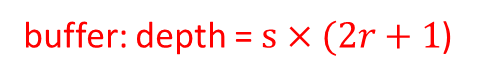 buffer: depth = s × (2r + 1)